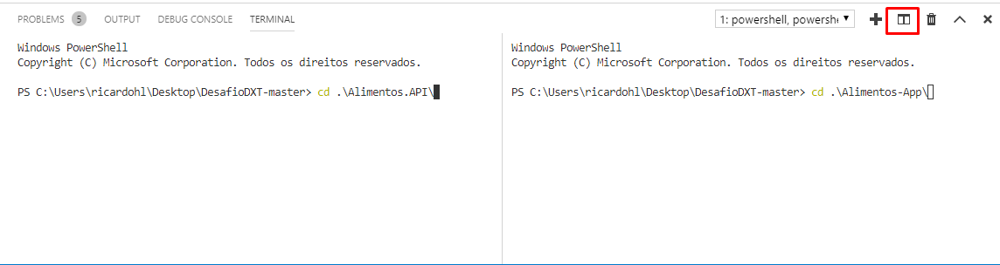 PROBLEMS 5 OUTPUT DEBUG CONSOLE TERMINAL 1: powershell, powershe
Windows PowerShell
Copyright (C) Microsoft Corporation. Todos os direitos reservados.
PS C:\Users\ricardohl\Desktop\DesafioDXT-master> cd .\Alimentos.API\
Windows PowerShell
Copyright (C) Microsoft Corporation. Todos os direitos reservados.
PS C:\Users\ricardohl\Desktop\DesafioDXT-master> cd .\Alimentos-App\